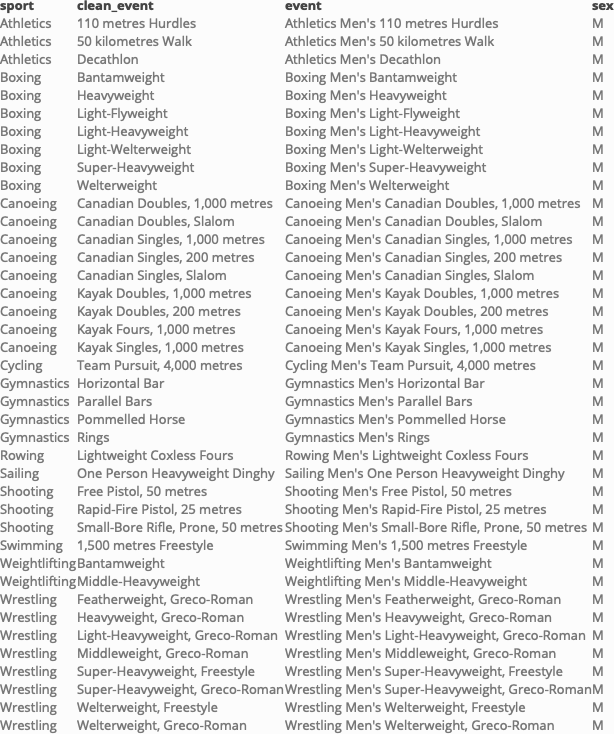 sport clean_event event sex
Athletics 110 metres Hurdles Athletics Men's 110 metres Hurdles M
Athletics 50 kilometres Walk Athletics Men's 50 kilometres Walk M
Athletics Decathlon Athletics Men's Decathlon M
Boxing Bantamweight Boxing Men's Bantamweight M
Boxing Heavyweight Boxing Men's Heavyweight M
Boxing Light-Flyweight Boxing Men's Light-Flyweight M
Boxing Light-Heavyweight Boxing Men's Light-Heavyweight M
Boxing Light-Welterweight Boxing Men's Light-Welterweight M
Boxing Super-Heavyweight Boxing Men's Super-Heavyweight M
Boxing Welterweight Boxing Men's Welterweight M
Canoeing Canadian Doubles, 1,000 metres Canoeing Men's Canadian Doubles, 1,000 metres M
Canoeing Canadian Doubles, Slalom Canoeing Men's Canadian Doubles, Slalom M
Canoeing Canadian Singles, 1,000 metres Canoeing Men's Canadian Singles, 1,000 metres M
Canoeing Canadian Singles, 200 metres Canoeing Men's Canadian Singles, 200 metres M
Canoeing Canadian Singles, Slalom Canoeing Men's Canadian Singles, Slalom M
Canoeing Kayak Doubles, 1,000 metres Canoeing Men's Kayak Doubles, 1,000 metres M
Canoeing Kayak Doubles, 200 metres Canoeing Men's Kayak Doubles, 200 metres M
Canoeing Kayak Fours, 1,000 metres Canoeing Men's Kayak Fours, 1,000 metres M
Canoeing Kayak Singles, 1,000 metres Canoeing Men's Kayak Singles, 1,000 metres M
Cycling Team Pursuit, 4,000 metres Cycling Men's Team Pursuit, 4,000 metres M
Gymnastics Horizontal Bar Gymnastics Men's Horizontal Bar M
Gymnastics Parallel Bars Gymnastics Men's Parallel Bars M
Gymnastics Pommelled Horse Gymnastics Men's Pommelled Horse M
Gymnastics Rings Gymnastics Men's Rings M
Rowing Lightweight Coxless Fours Rowing Men's Lightweight Coxless Fours M
Sailing One Person Heavyweight Dinghy Sailing Men's One Person Heavyweight Dinghy M
Shooting Free Pistol, 50 metres Shooting Men's Free Pistol, 50 metres M
Shooting Rapid-Fire Pistol, 25 metres Shooting Men's Rapid-Fire Pistol, 25 metres M
Shooting Small-Bore Rifle, Prone, 50 metres Shooting Men's Small-Bore Rifle, Prone, 50 metres M
Swimming 1,500 metres Freestyle Swimming Men's 1,500 metres Freestyle M
Weightlifting Bantamweight Weightlifting Men's Bantamweight M
Weightlifting Middle-Heavyweight Weightlifting Men's Middle-Heavyweight M
Wrestling Featherweight, Greco-Roman Wrestling Men's Featherweight, Greco-Roman M
Wrestling Heavyweight, Greco-Roman Wrestling Men's Heavyweight, Greco-Roman M
Wrestling Light-Heavyweight, Greco-Roman Wrestling Men's Light-Heavyweight, Greco-Roman M
Wrestling Middleweight, Greco-Roman Wrestling Men's Middleweight, Greco-Roman M
Wrestling Super-Heavyweight, Freestyle Wrestling Men's Super-Heavyweight, Freestyle M
Wrestling Super-Heavyweight, Greco-Roman Wrestling Men's Super-Heavyweight, Greco-Roman M
Wrestling Welterweight, Freestyle Wrestling Men's Welterweight, Freestyle M
Wrestling Welterweight, Greco-Roman Wrestling Men's Welterweight, Greco-Roman M